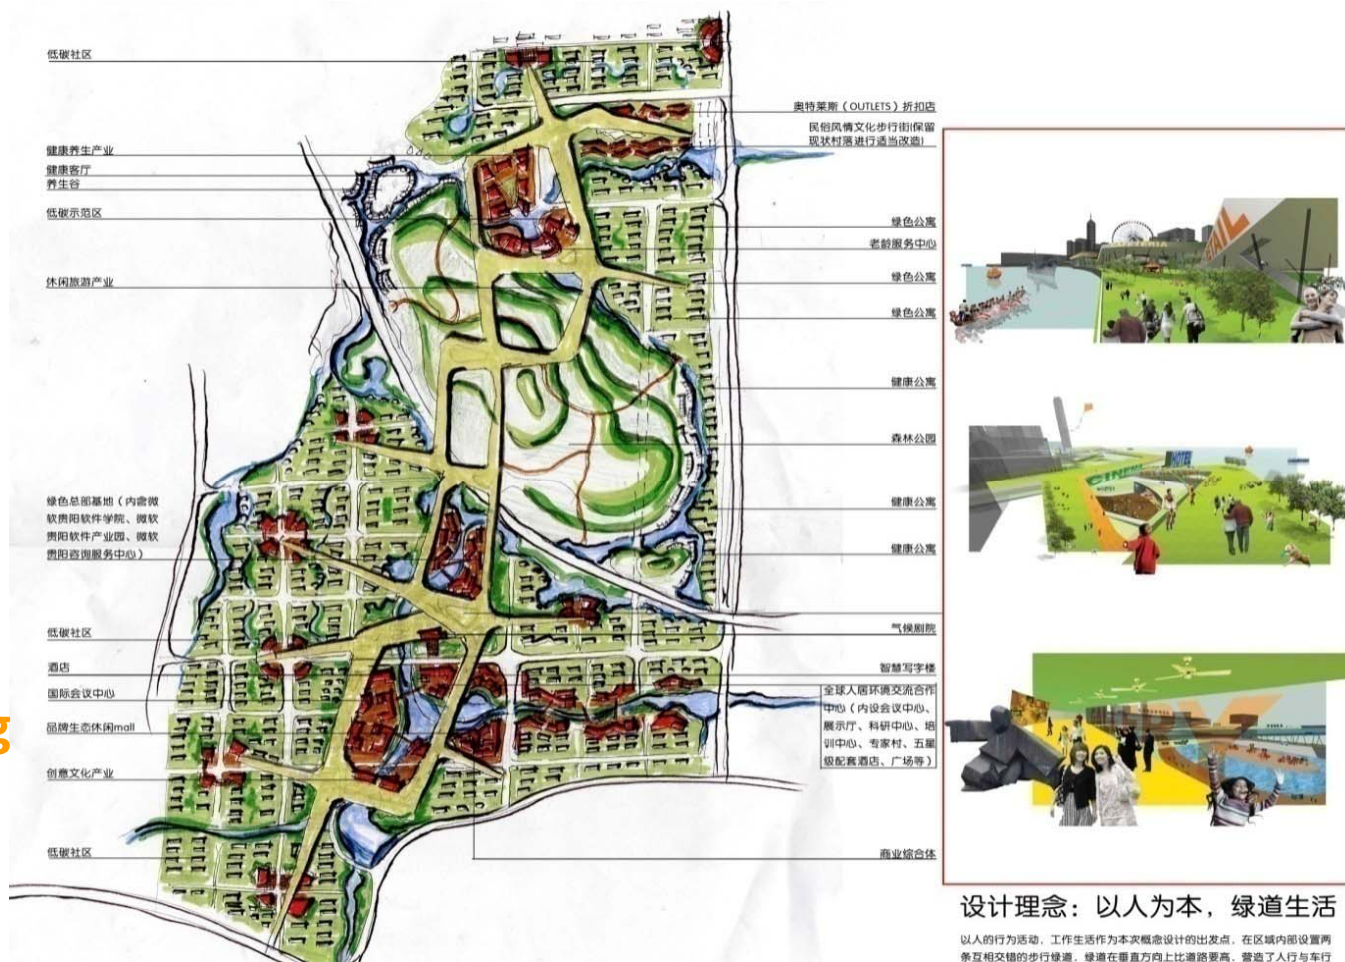 低碳社区
健康养生产业
健康客厅
养生谷
低碳示范区
休闲旅游产业
绿色总部基地（内含微
软贵阳软件学院、微软
贵阳软件产业园、微软
贵阳咨询服务中心）
低碳社区
酒店
国际会议中心
品牌生态休闲mall
创意文化产业
低碳社区
奥特莱斯（OUTLETS）折扣店
民俗风情文化步行街(保留
现状村落进行适当改造)
绿色公寓
老龄服务中心
绿色公寓
绿色公寓
健康公寓
森林公园
健康公寓
健康公寓
气候剧院
智慧写字楼
全球人居环境交流合作
中心（内设会议中心、
展示厅、科研中心、培
训中心、专家村、五星
级配套酒店、广场等）
商业综合体
CINEMA
HOTEL
设计理念：以人为本，绿道生活
以人的行为活动、工作生活作为本次概念设计的出发点，在区域内部设置两
条互相交错的步行绿道，绿道在垂直方向上比道路要高，营造了人行与车行
g